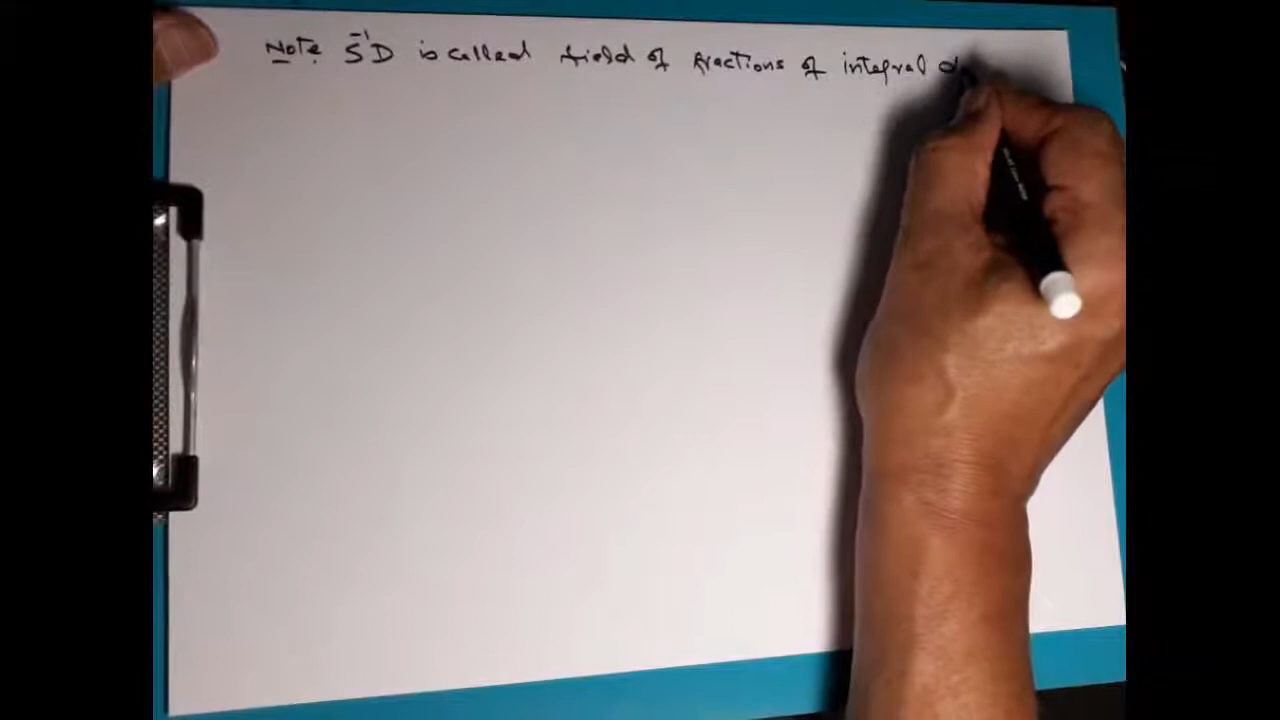 Note: S⁻¹D is called field of fractions of integral d